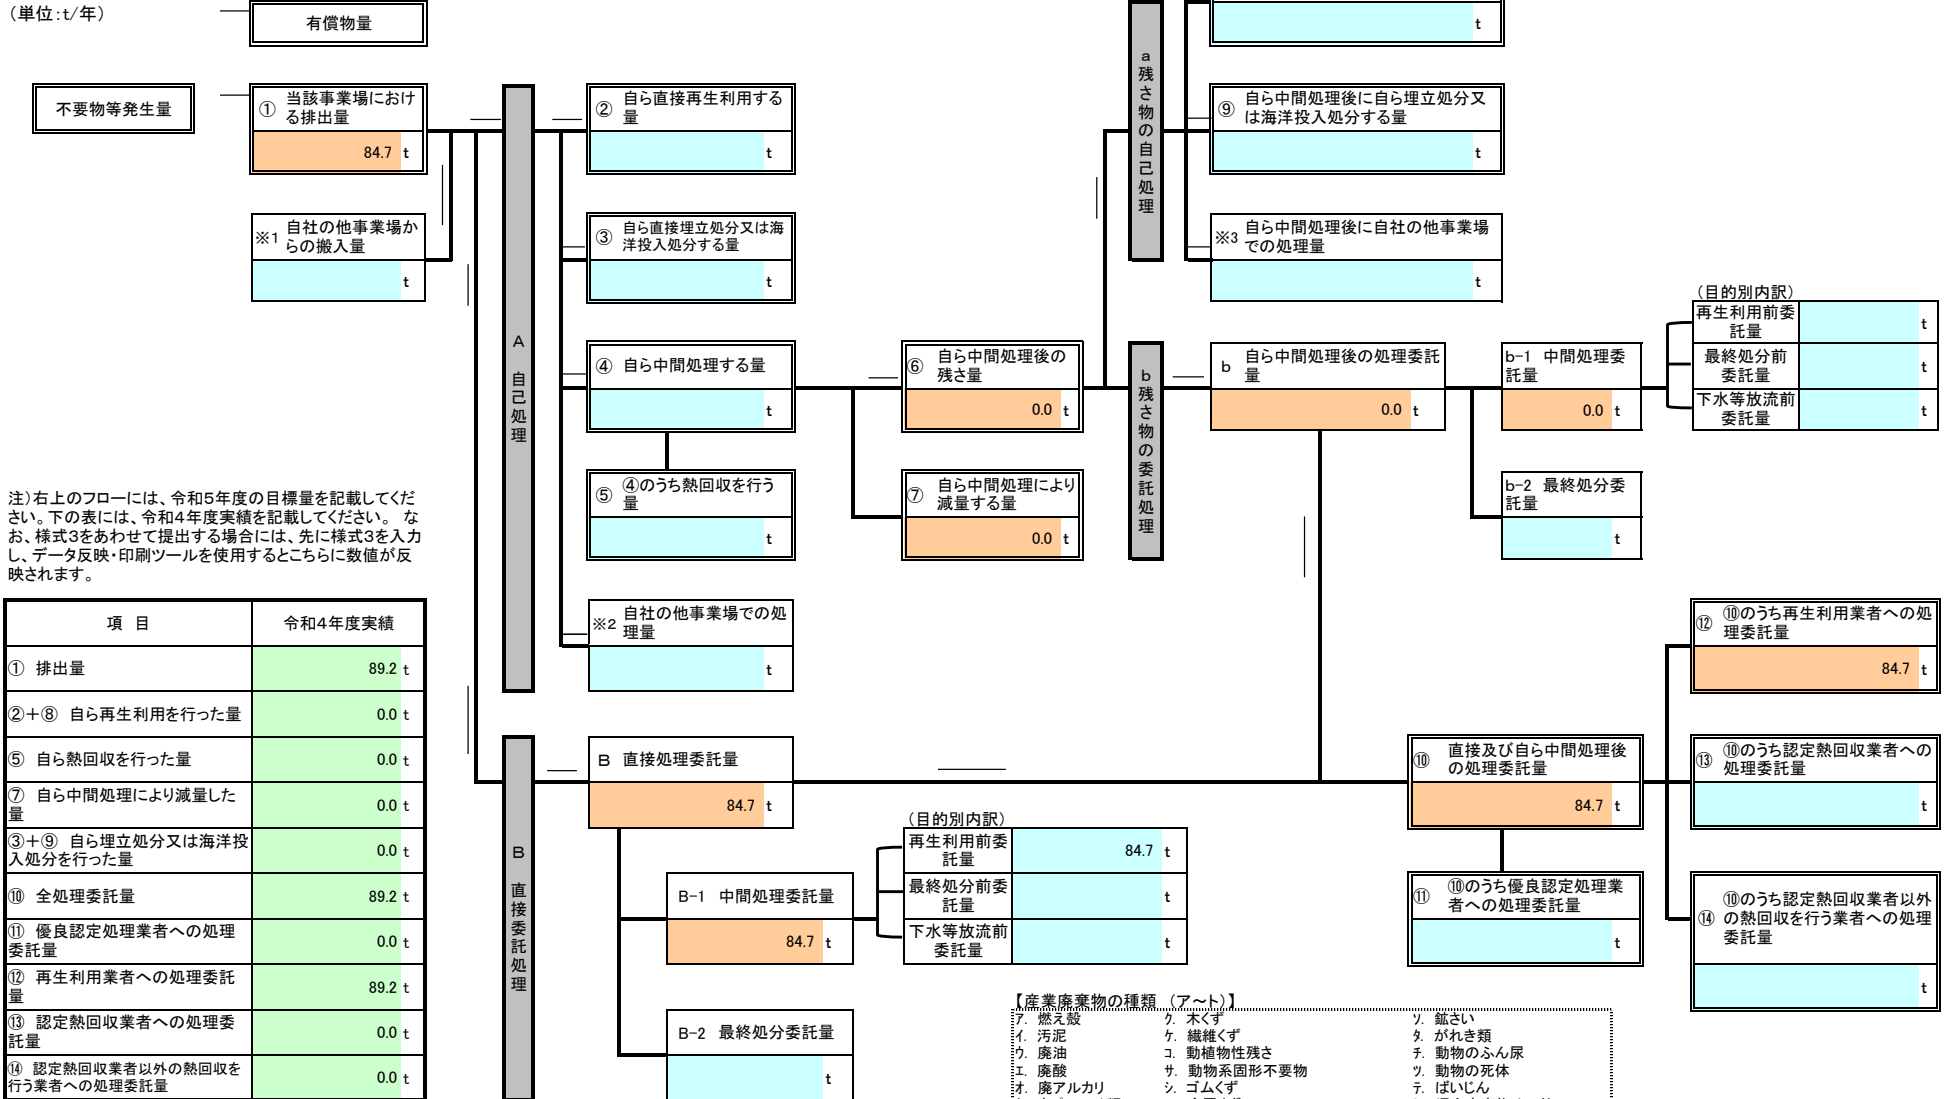 （単位：t/年）
有償物量
t
不要物等発生量
① 当該事業場におけ
る排出量
84.7 t
※1 自社の他事業場か
らの搬入量
t
A 自己処理
② 自ら直接再生利用する
量
t
③ 自ら直接埋立処分又は海
洋投入処分する量
t
④ 自ら中間処理する量
t
⑤ ④のうち熱回収を行う
量
t
※2 自社の他事業場での処
理量
t
⑥ 自ら中間処理後の
残さ量
0.0 t
⑦ 自ら中間処理により
減量する量
0.0 t
a 残さ物の自己処理
⑨ 自ら中間処理後に自ら埋立処分又
は海洋投入処分する量
t
※3 自ら中間処理後に自社の他事業場
での処理量
t
b 残さ物の委託処理
b 自ら中間処理後の処理委託
量
0.0 t
b-1 中間処理委
託量
0.0 t
b-2 最終処分委
託量
t
（目的別内訳）
再生利用前委
託量
t
最終処分前
委託量
t
下水等放流前
委託量
t
注）右上のフローには、令和５年度の目標量を記載してくだ
さい。下の表には、令和４年度実績を記載してください。 な
お、様式３をあわせて提出する場合には、先に様式３を入力
し、データ反映・印刷ツールを使用するとこちらに数値が反
映されます。
項 目 令和４年度実績
① 排出量 89.2 t
②＋⑧ 自ら再生利用を行った量 0.0 t
⑤ 自ら熱回収を行った量 0.0 t
⑦ 自ら中間処理により減量した
量 0.0 t
③＋⑨ 自ら埋立処分又は海洋投
入処分を行った量 0.0 t
⑩ 全処理委託量 89.2 t
⑪ 優良認定処理業者への処理
委託量 0.0 t
⑫ 再生利用業者への処理委託
量 89.2 t
⑬ 認定熱回収業者への処理委
託量 0.0 t
⑭ 認定熱回収業者以外の熱回収を
行う業者への処理委託量 0.0 t
B 直接委託処理
B 直接処理委託量
84.7 t
B-1 中間処理委託量
84.7 t
B-2 最終処分委託量
t
（目的別内訳）
再生利用前委
託量
84.7 t
最終処分前委
託量
t
下水等放流前
委託量
t
⑩ 直接及び自ら中間処理後
の処理委託量
84.7 t
⑪ ⑩のうち優良認定処理業
者への処理委託量
t
⑫ ⑩のうち再生利用業者への処
理委託量
84.7 t
⑬ ⑩のうち認定熱回収業者への
処理委託量
t
⑭ ⑩のうち認定熱回収業者以外
の熱回収を行う業者への処理
委託量
t
【産業廃棄物の種類 （ア～ト）】
ｱ. 燃え殻 ｸ. 木くず ｿ. 鉱さい
ｲ. 汚泥 ｹ. 繊維くず ﾀ. がれき類
ｳ. 廃油 ｺ. 動植物性残さ ﾁ. 動物のふん尿
ｴ. 廃酸 ｻ. 動物系固形不要物 ﾂ. 動物の死体
ｵ. 廃アルカリ ｼ. ゴムくず ﾃ. ばいじん